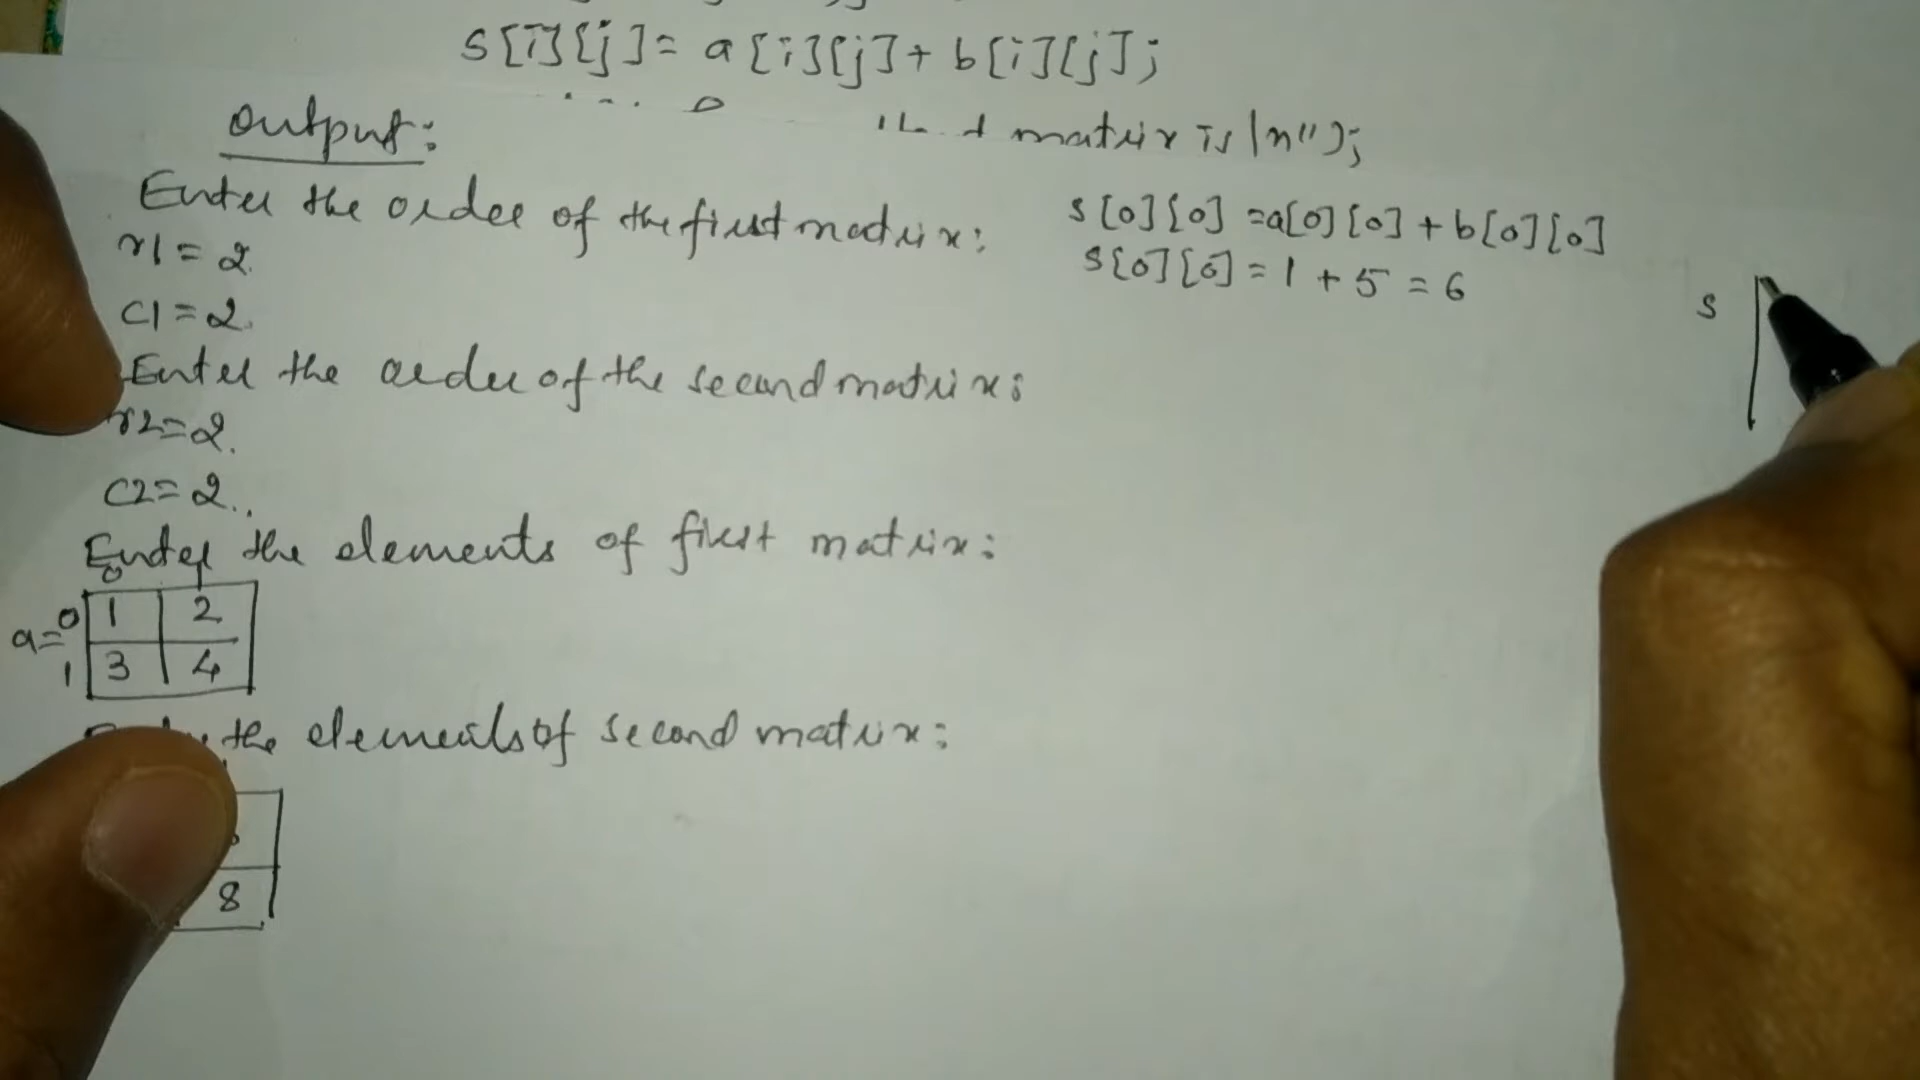 s[i][j]= a[i][j]+ b[i][j];
matrix is \n");
output:
Enter the order of the first matrix:
r1=2.
C1=2.
Enter the order of the second matrix:
r2=2.
C2=2..
Enter the elements of first matrix:
0 1
a= 0 1 2
1 3 4
the elements of second matrix:
8
s[0][0] =a[0][0] + b[0][0]
s[0][0] = 1 + 5 = 6
s